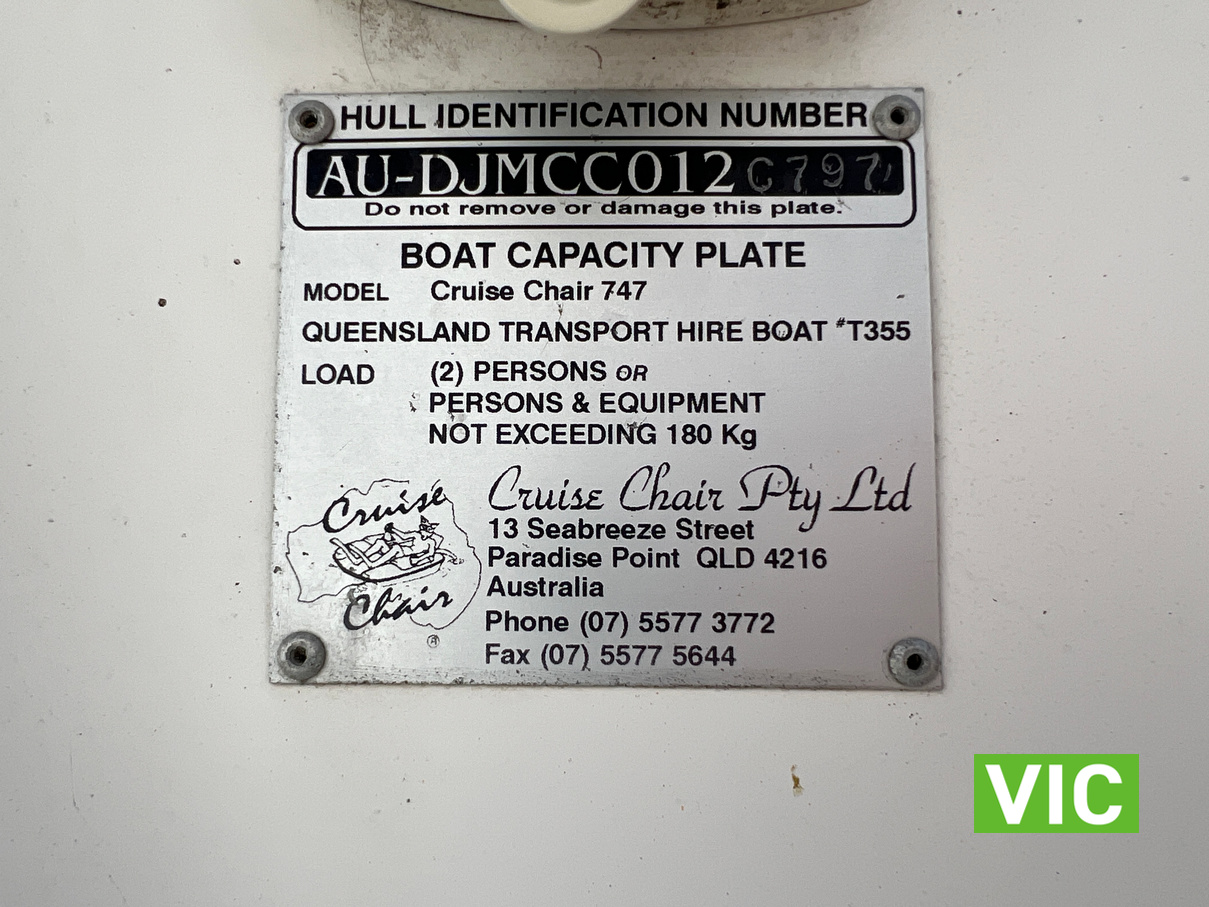 HULL IDENTIFICATION NUMBER
AU-DJMCC012 C797
Do not remove or damage this plate.
BOAT CAPACITY PLATE
MODEL Cruise Chair 747
QUEENSLAND TRANSPORT HIRE BOAT #T355
LOAD (2) PERSONS OR
PERSONS & EQUIPMENT
NOT EXCEEDING 180 Kg
Cruise Chair Pty Ltd
13 Seabreeze Street
Paradise Point QLD 4216
Australia
Phone (07) 5577 3772
Fax (07) 5577 5644
Cruise
Chair
®
VIC